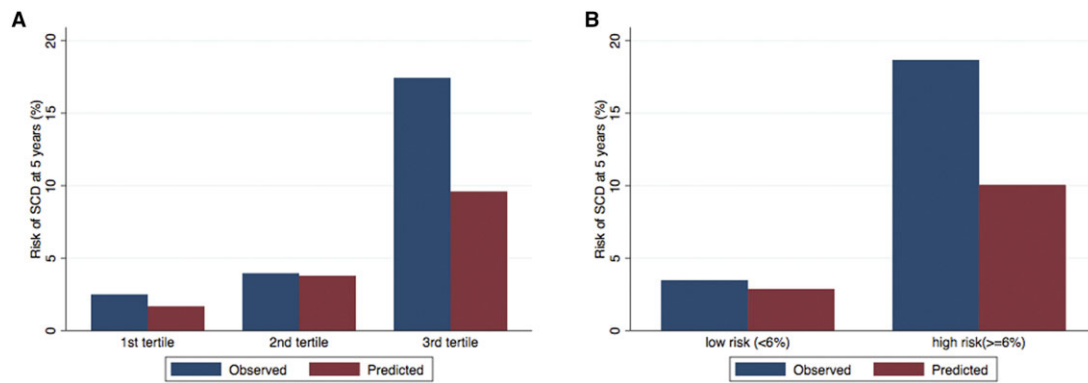 A
Risk of SCD at 5 years (%)
20
15
10
5
0
1st tertile 2nd tertile 3rd tertile
Observed Predicted
B
Risk of SCD at 5 years (%)
20
15
10
5
0
low risk (<6%) high risk(>=6%)
Observed Predicted